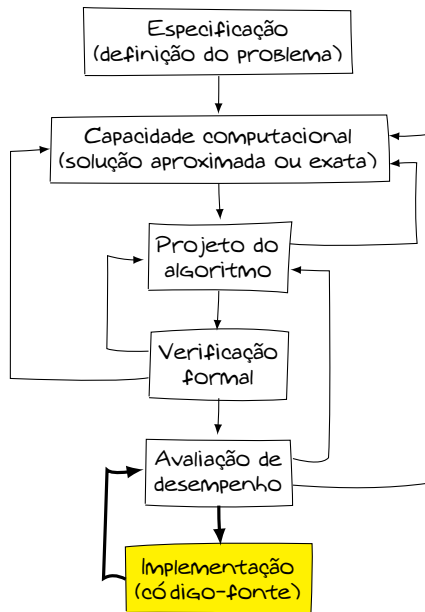 Especificação
(definição do problema)
Capacidade computacional
(solução aproximada ou exata)
Projeto do
algoritmo
Verificação
formal
Avaliação de
desempenho
Implementação
(código-fonte)